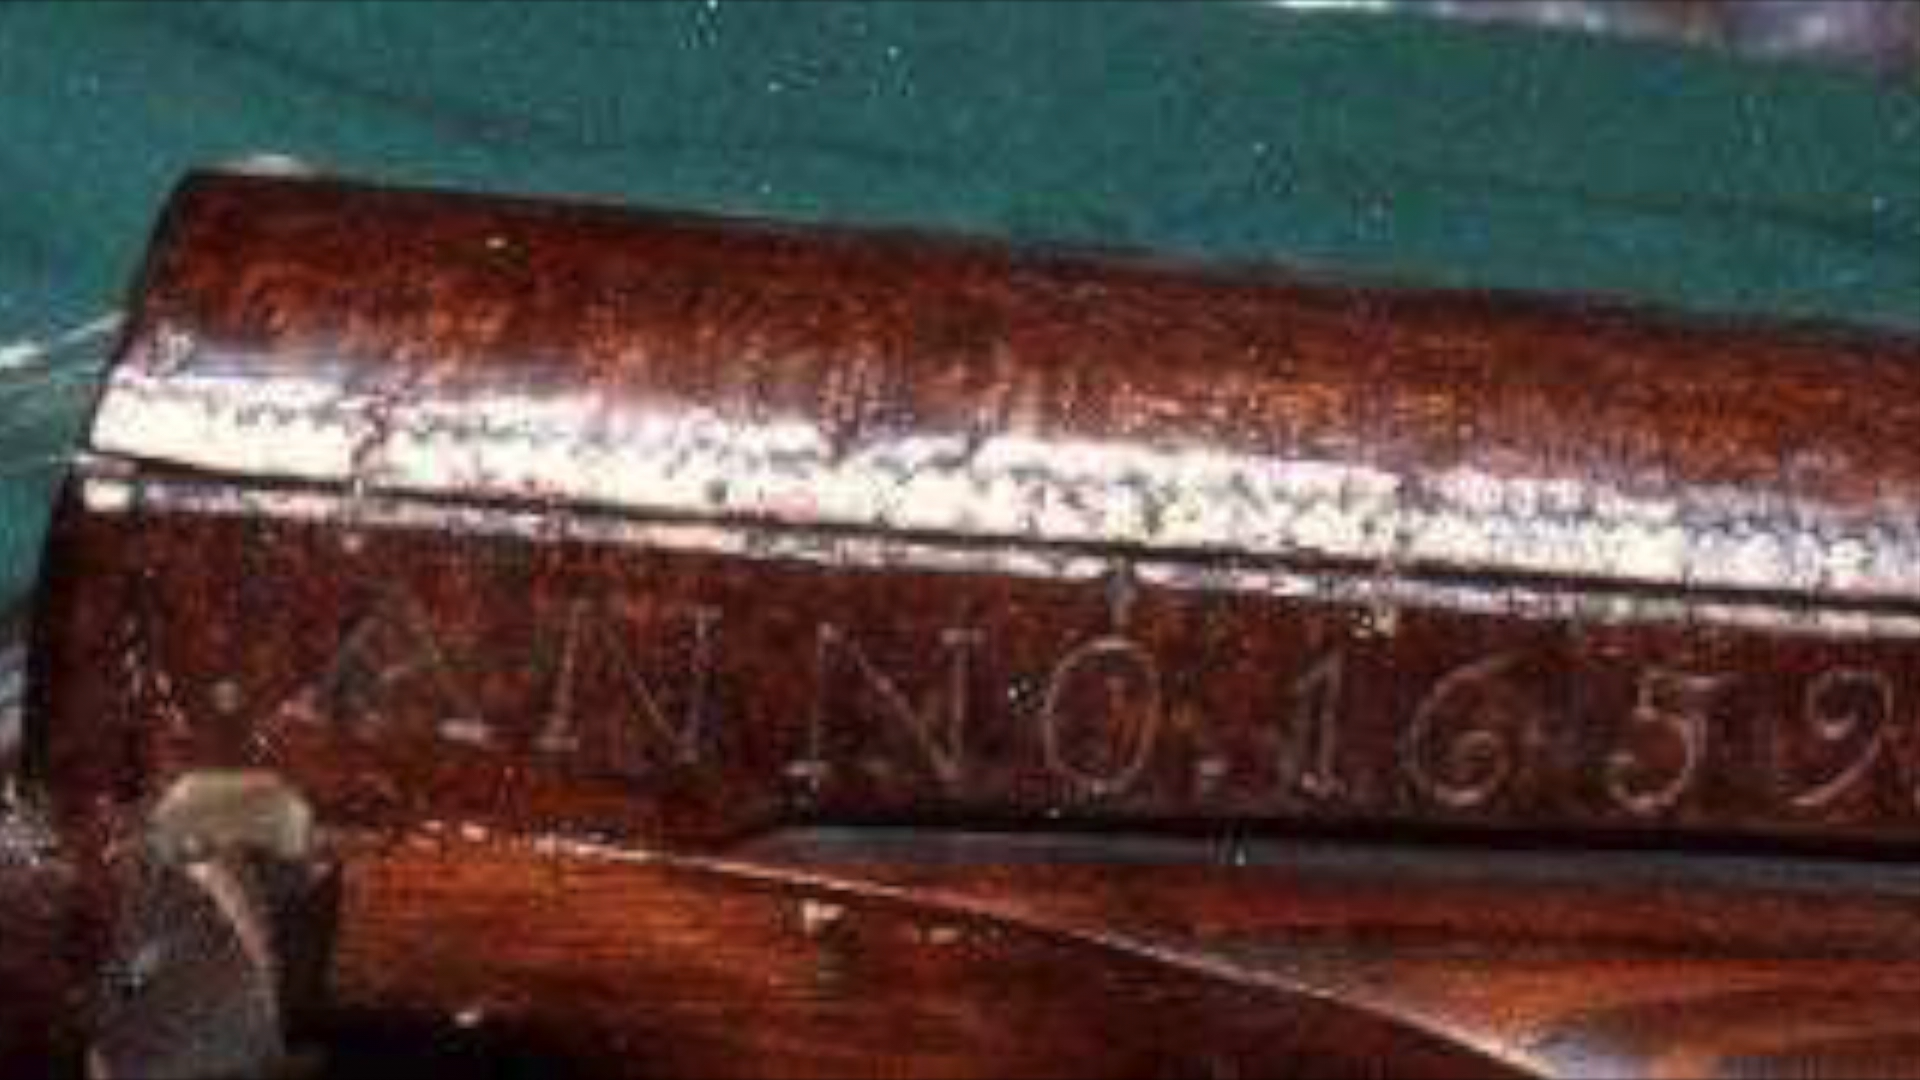 . ANNO . 1659